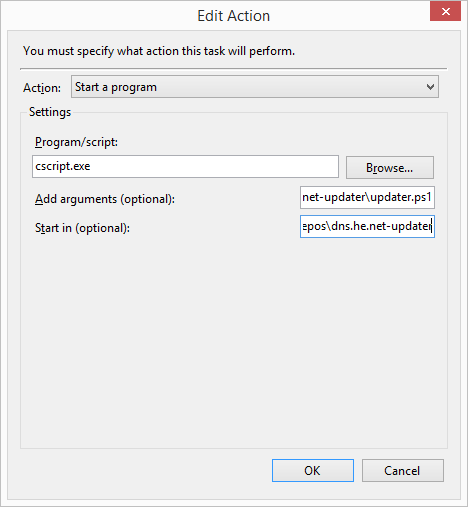 Edit Action
You must specify what action this task will perform.
Action: Start a program
Settings
Program/script:
cscript.exe
Browse...
Add arguments (optional): net-updater\updater.ps1
Start in (optional): epos\dns.he.net-updater
OK Cancel